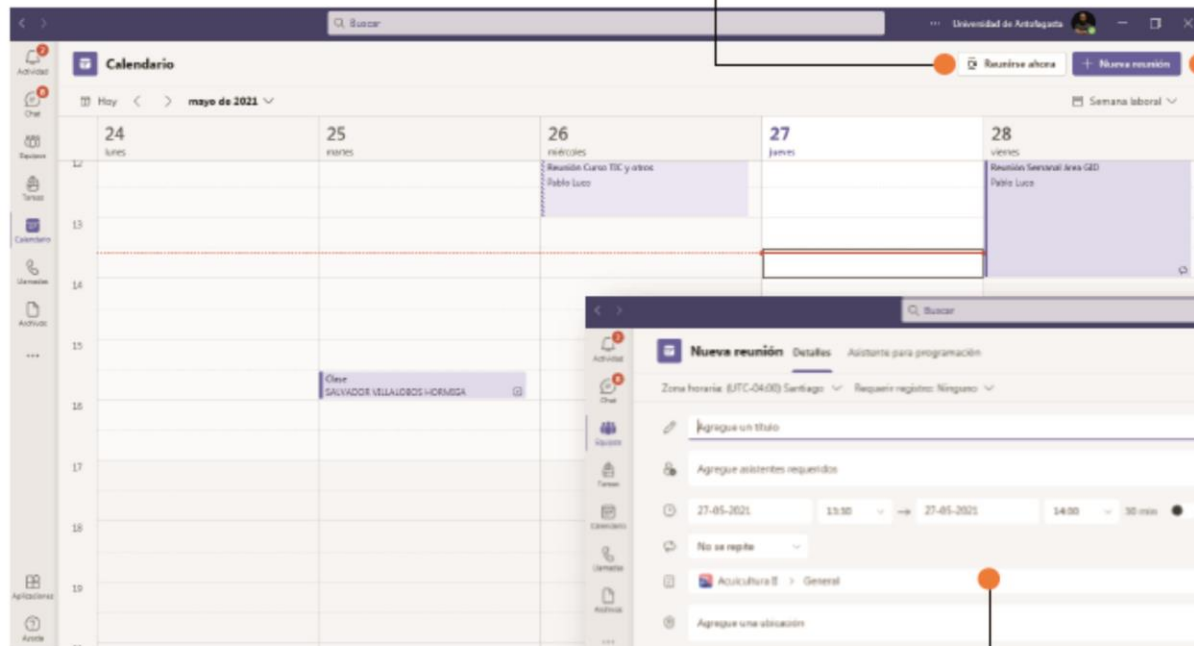 Buscar
Universidad de Antofagasta
2
Actividad
Calendario
Reunirse ahora
+ Nueva reunión
8
Chat
Hoy
mayo de 2021
Semana laboral
Equipos
24
lunes
25
martes
26
miércoles
27
jueves
28
viernes
Tareas
12
Reunión Curso TIC y otros
Pablo Luco
Reunión Semanal Área GED
Pablo Luco
13
Calendario
Llamadas
14
Archivos
15
Clase
SALVADOR VILLALOBOS HORMIGA
16
17
18
19
Aplicaciones
Ayuda
Buscar
2
Actividad
Nueva reunión
Detalles
Asistente para programación
8
Chat
Zona horaria: (UTC-04:00) Santiago
Requerir registro: Ninguno
Equipos
Agregue un título
Tareas
Agregue asistentes requeridos
Calendario
27-05-2021
13:30
→
27-05-2021
14:00
30 min
No se repite
Llamadas
Acuicultura II > General
Archivos
Agregue una ubicación